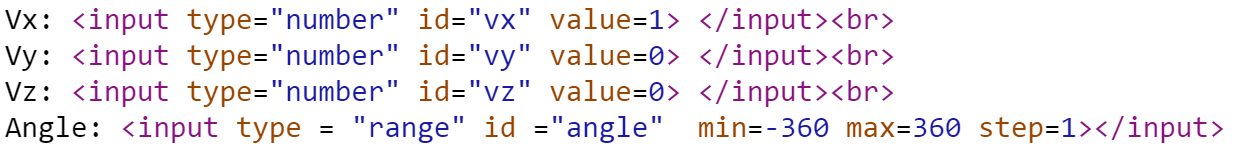 Vx: <input type="number" id="vx" value=1> </input><br>
Vy: <input type="number" id="vy" value=0> </input><br>
Vz: <input type="number" id="vz" value=0> </input><br>
Angle: <input type = "range" id ="angle"  min=-360 max=360 step=1></input>